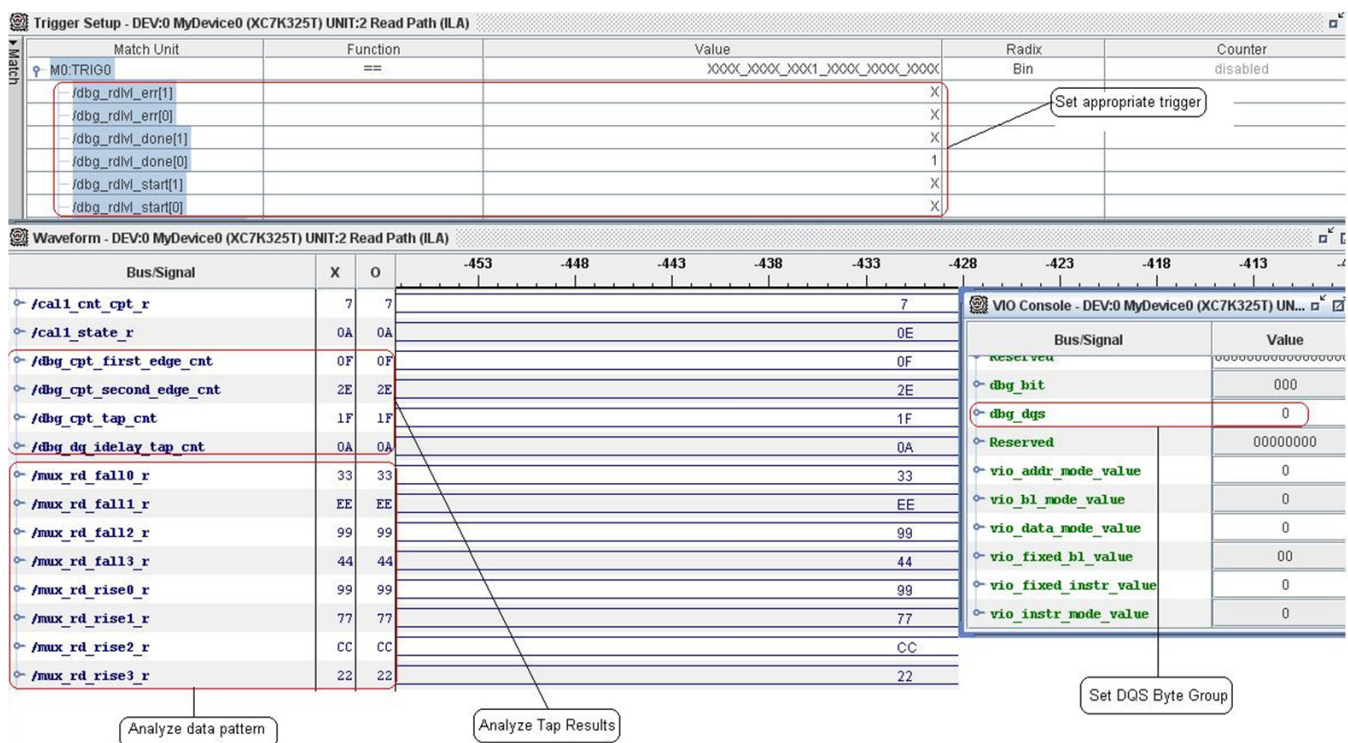 Trigger Setup - DEV:0 MyDevice0 (XC7K325T) UNIT:2 Read Path (ILA)
Match
Match Unit Function Value Radix Counter
M0:TRIG0 == XXXX_XXXX_XXX1_XXXX_XXXX_XXXX Bin disabled
/dbg_rdlvl_err[1] X
/dbg_rdlvl_err[0] X
/dbg_rdlvl_done[1] X
/dbg_rdlvl_done[0] 1
/dbg_rdlvl_start[1] X
/dbg_rdlvl_start[0] X
Set appropriate trigger
Waveform - DEV:0 MyDevice0 (XC7K325T) UNIT:2 Read Path (ILA)
Bus/Signal X O -453 -448 -443 -438 -433 -428 -423 -418 -413
/cal1_cnt_cpt_r 7 7 7
/cal1_state_r 0A 0A 0E
/dbg_cpt_first_edge_cnt 0F 0F 0F
/dbg_cpt_second_edge_cnt 2E 2E 2E
/dbg_cpt_tap_cnt 1F 1F 1F
/dbg_dq_idelay_tap_cnt 0A 0A 0A
/mux_rd_fall0_r 33 33 33
/mux_rd_fall1_r EE EE EE
/mux_rd_fall2_r 99 99 99
/mux_rd_fall3_r 44 44 44
/mux_rd_rise0_r 99 99 99
/mux_rd_rise1_r 77 77 77
/mux_rd_rise2_r CC CC CC
/mux_rd_rise3_r 22 22 22
VIO Console - DEV:0 MyDevice0 (XC7K325T) UN...
Bus/Signal Value
Reserved
dbg_bit 000
dbg_dqs 0
Reserved 00000000
vio_addr_mode_value 0
vio_bl_mode_value 0
vio_data_mode_value 0
vio_fixed_bl_value 00
vio_fixed_instr_value 0
vio_instr_mode_value 0
Analyze data pattern
Analyze Tap Results
Set DQS Byte Group